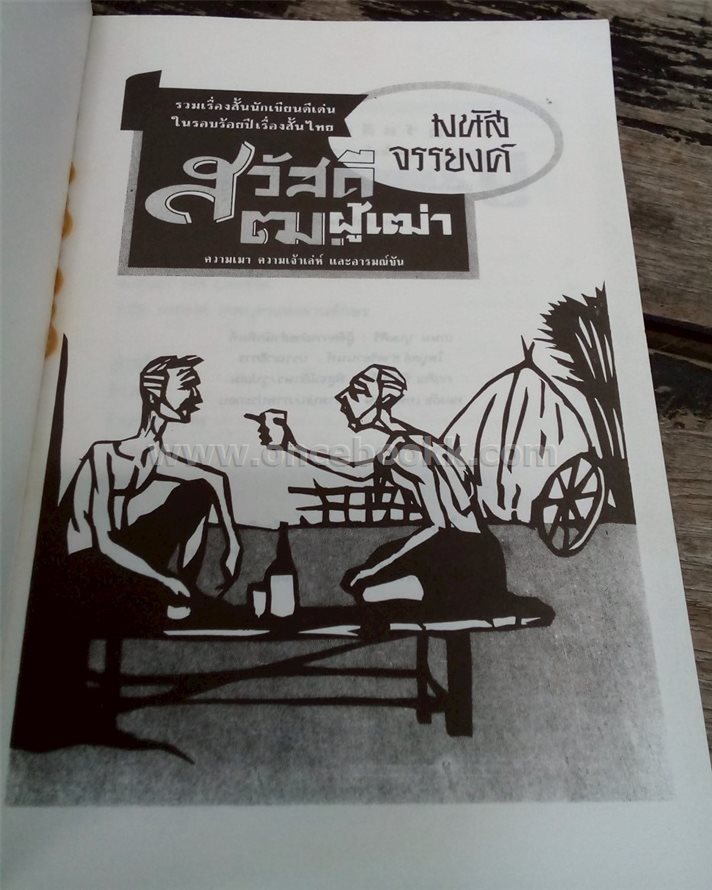 รวมเรื่องสั้นนักเขียนดีเด่น
ในรอบร้อยปีเรื่องสั้นไทย
มนัส
จรรยงค์
สวัสดี
ฅนผู้เฒ่า
ความเมา ความเจ้าเล่ห์ และอารมณ์ขัน
www.oncebookk.com